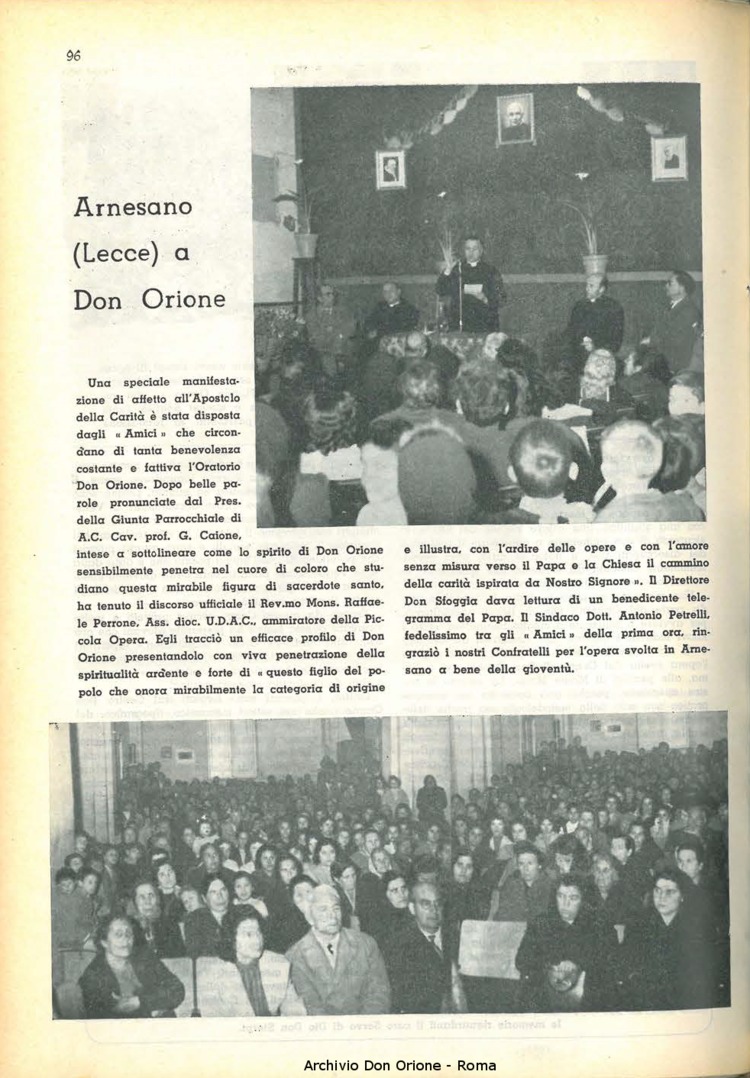 96
Arnesano
(Lecce) a
Don Orione
Una speciale manifesta-
zione di affetto all'Apostolo
della Carità è stata disposta
dagli « Amici » che circon-
dano di tanta benevolenza
costante e fattiva l'Oratorio
Don Orione. Dopo belle pa-
role pronunciate dal Pres.
della Giunta Parrocchiale di
A.C. Cav. prof. G. Caione,
intese a sottolineare come lo spirito di Don Orione
sensibilmente penetra nel cuore di coloro che stu-
diano questa mirabile figura di sacerdote santo,
ha tenuto il discorso ufficiale il Rev.mo Mons. Raffae-
le Perrone, Ass. dioc. U.D.A.C., ammiratore della Pic-
cola Opera. Egli tracciò un efficace profilo di Don
Orione presentandolo con viva penetrazione della
spiritualità ardente e forte di « questo figlio del po-
polo che onora mirabilmente la categoria di origine
e illustra, con l'ardire delle opere e con l'amore
senza misura verso il Papa e la Chiesa il cammino
della carità ispirata da Nostro Signore ». Il Direttore
Don Sfoggia dava lettura di un benedicente tele-
gramma del Papa. Il Sindaco Dott. Antonio Petrelli,
fedelissimo tra gli « Amici » della prima ora, rin-
graziò i nostri Confratelli per l'opera svolta in Arne-
sano a bene della gioventù.
Archivio Don Orione - Roma